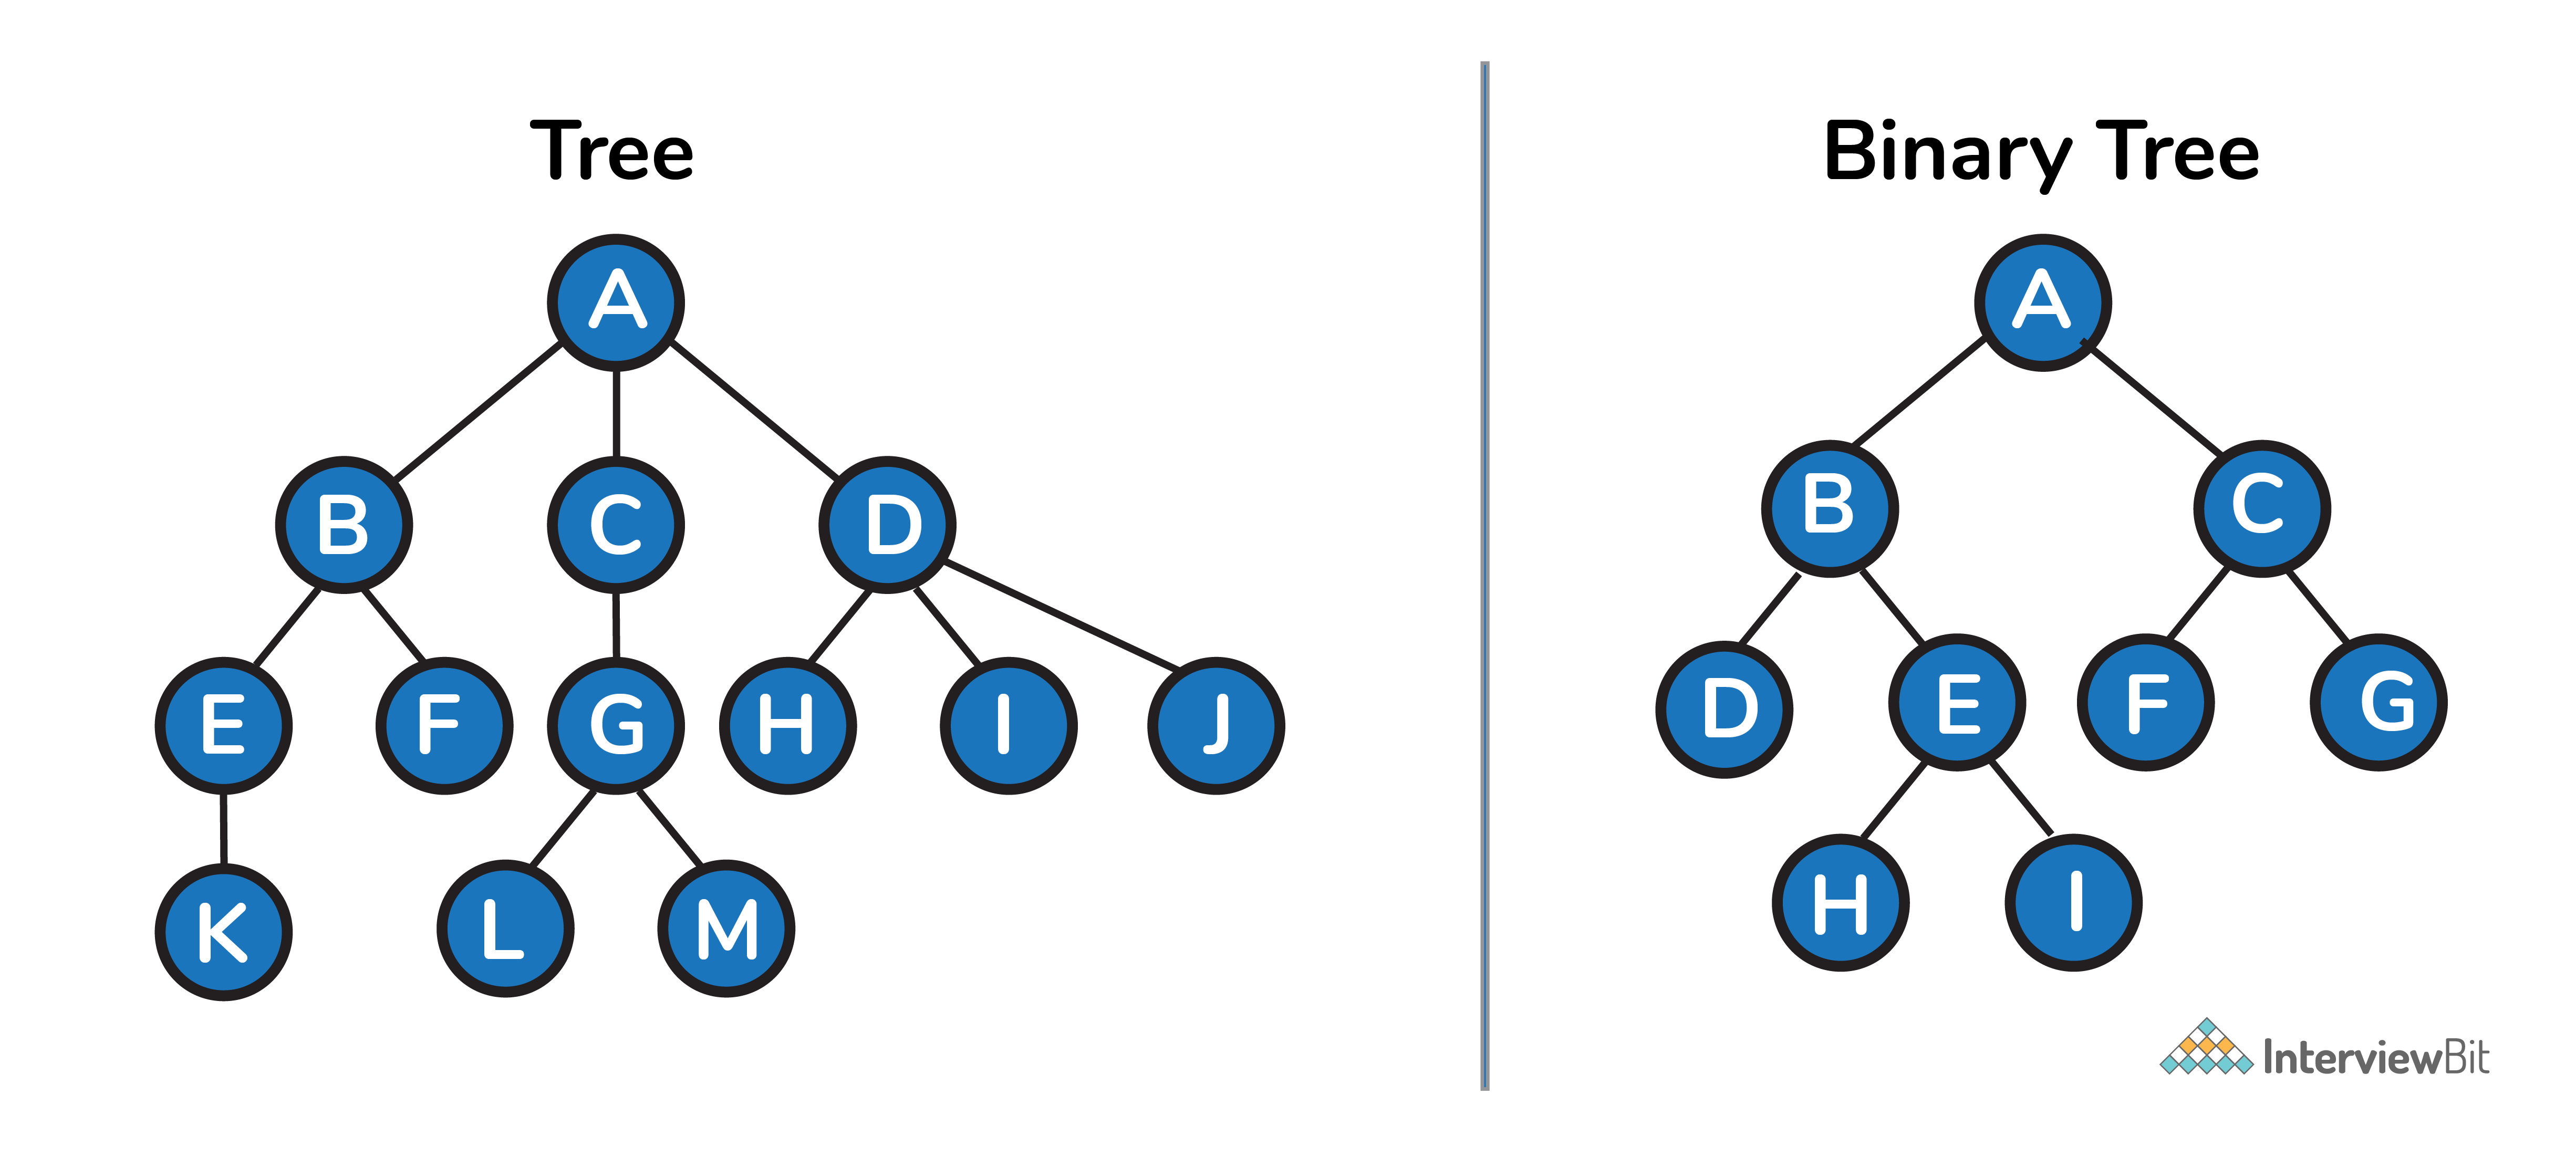 Tree
A
B C D
E F G H I J
K L M
Binary Tree
A
B C
D E F G
H I
InterviewBit